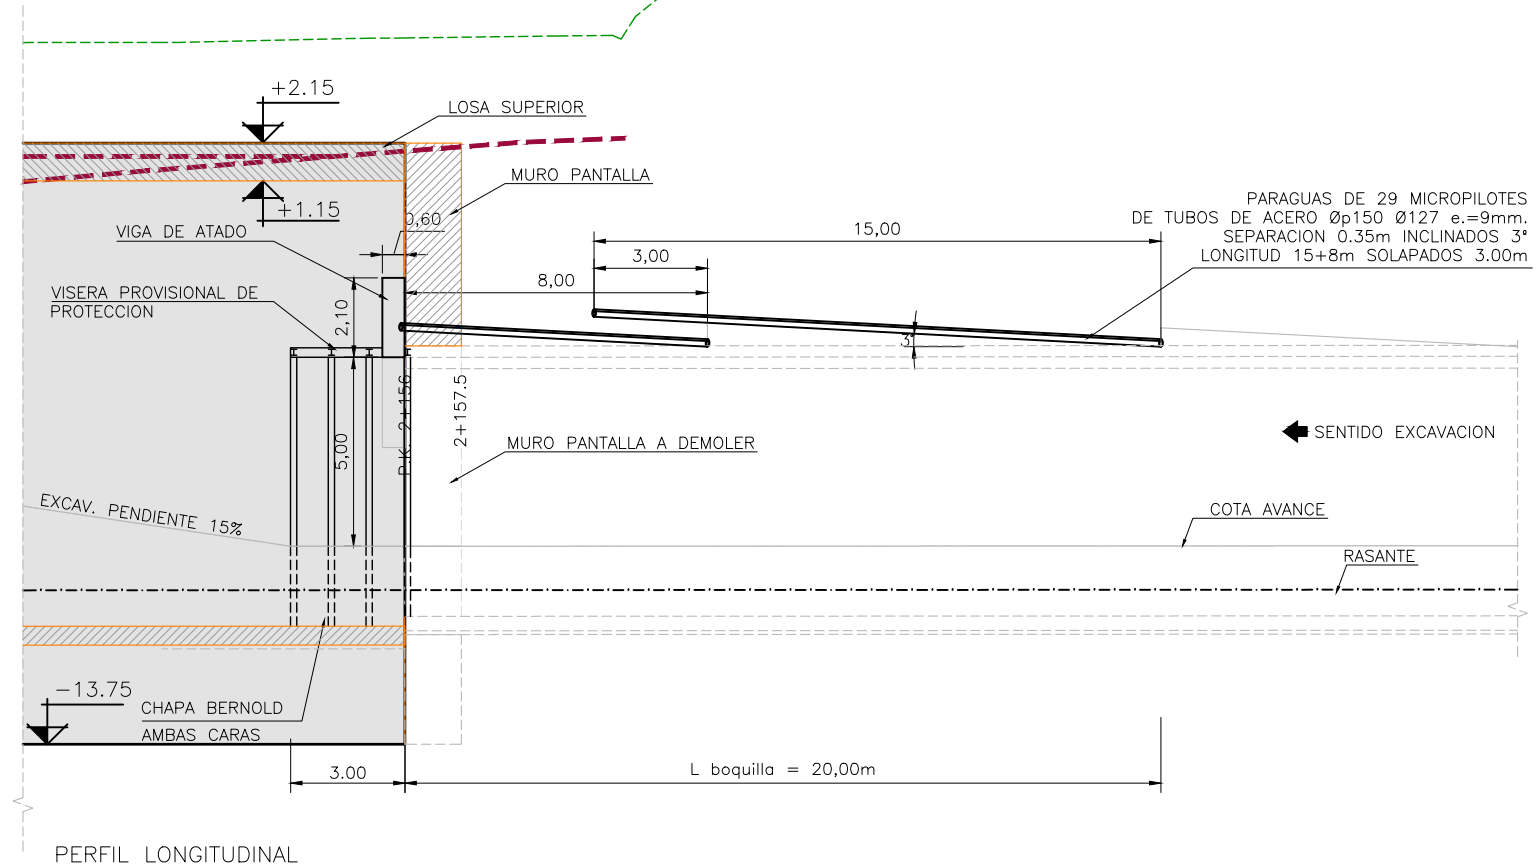 +2.15
LOSA SUPERIOR
MURO PANTALLA
+1.15
0,60
VIGA DE ATADO
PARAGUAS DE 29 MICROPILOTES
DE TUBOS DE ACERO Øp150 Ø127 e.=9mm.
SEPARACION 0.35m INCLINADOS 3°
LONGITUD 15+8m SOLAPADOS 3.00m
15,00
3,00
8,00
VISERA PROVISIONAL DE
PROTECCION
2,10
3°
P.K. 2+156
2+157.5
5,00
MURO PANTALLA A DEMOLER
SENTIDO EXCAVACION
EXCAV. PENDIENTE 15%
COTA AVANCE
RASANTE
-13.75
CHAPA BERNOLD
AMBAS CARAS
3.00
L boquilla = 20,00m
PERFIL LONGITUDINAL